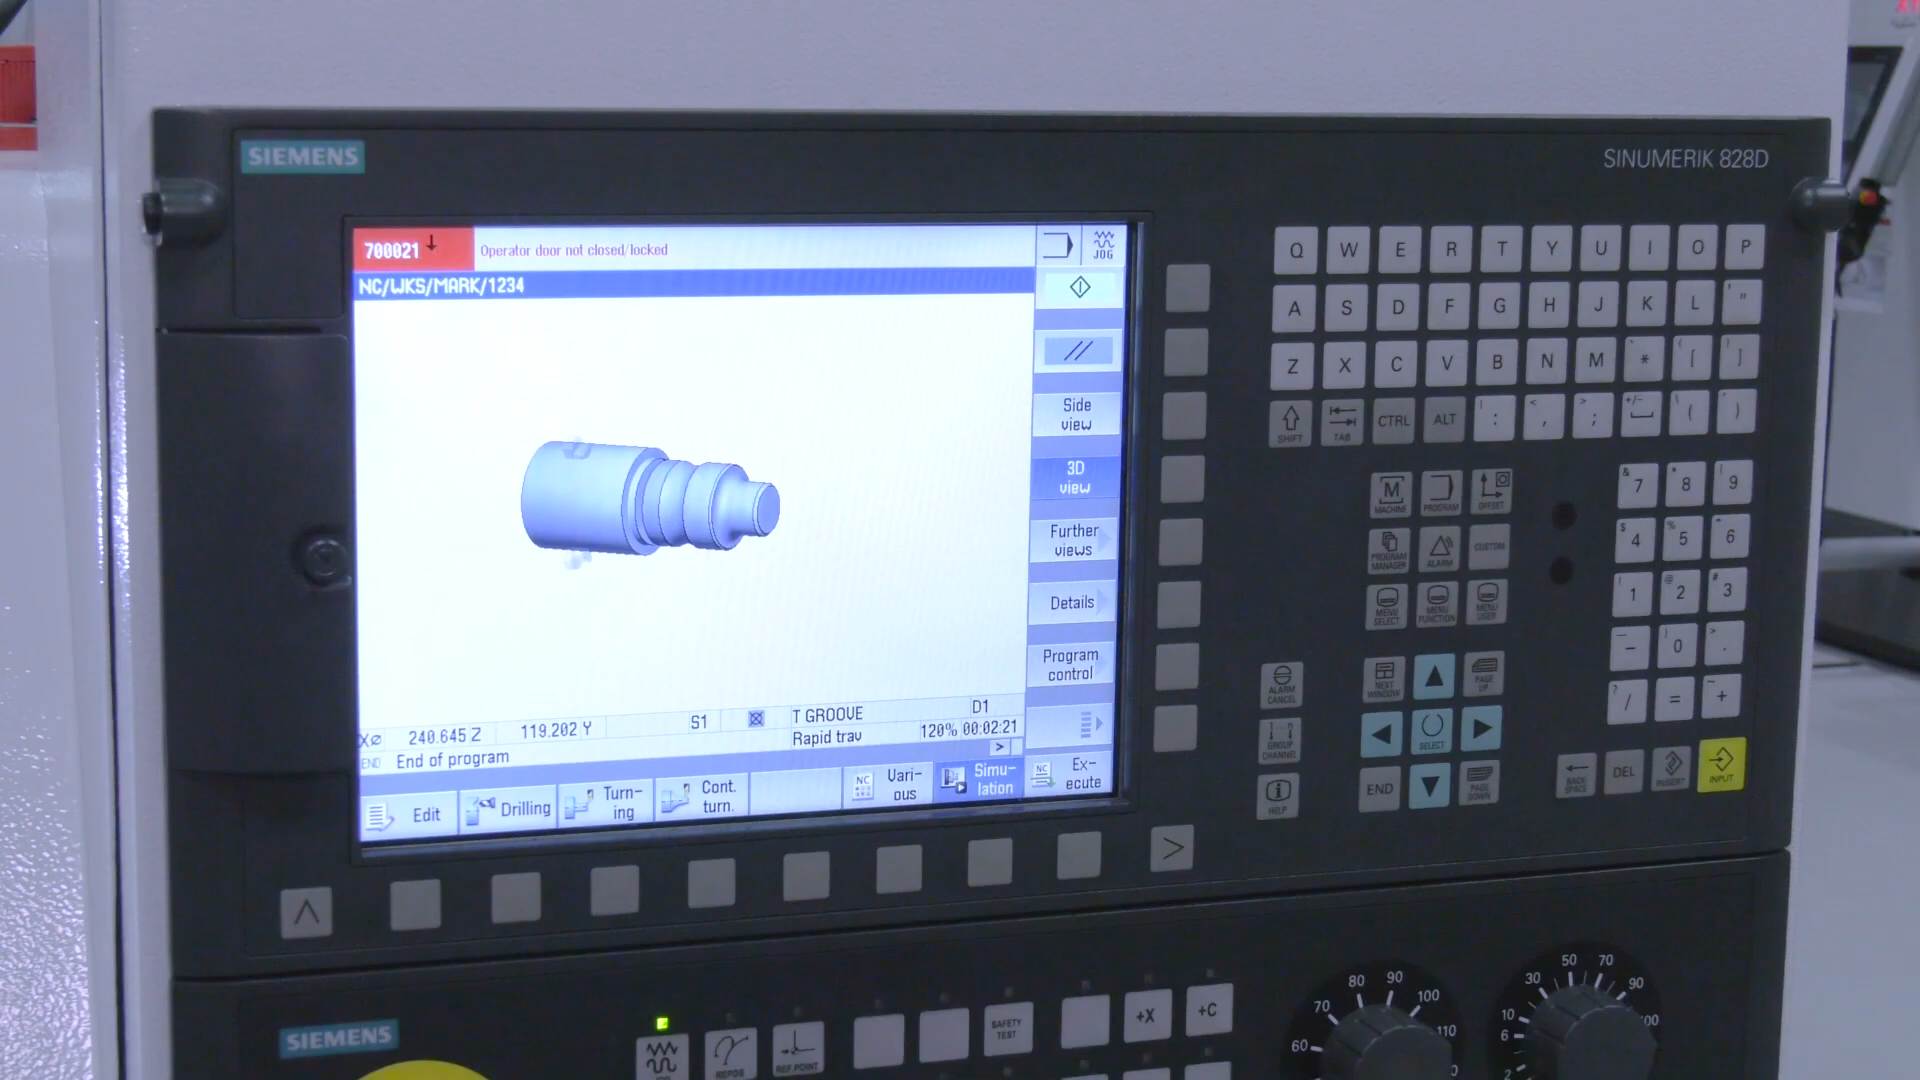 SIEMENS
SINUMERIK 828D
700021 Operator door not closed/locked
JOG
NC/WKS/MARK/1234
Side view
3D view
Further views
Details
Program control
X⌀ 240.645 Z 119.202 Y S1 T GROOVE D1
Rapid trav 120% 00:02:21
END End of program
>
Edit
Drilling
Turn-ing
Cont. turn.
NC Vari-ous
Simu-lation
NC Ex-ecute
Q W E R T Y U I O P
A S D F G H J K L ' "
Z X C V B N M * [ ]
SHIFT TAB CTRL ALT : < , > ; +/- \ ( )
MACHINE PROGRAM OFFSET
PROGRAM MANAGER ALARM CUSTOM
MENU SELECT MENU FUNCTION MENU USER
& 7 * 8 ( 9
$ 4 % 5 ^ 6
! 1 @ 2 # 3
_ - ) 0 > .
? / = ~ +
ALARM CANCEL NEXT WINDOW PAGE UP
GROUP CHANNEL SELECT
HELP END PAGE DOWN
BACK SPACE DEL INSERT INPUT
SIEMENS
REPOS REF.POINT
SAFETY TEST
+X +C
60 70 80 90 100 110
2 6 10 30 50 70 90